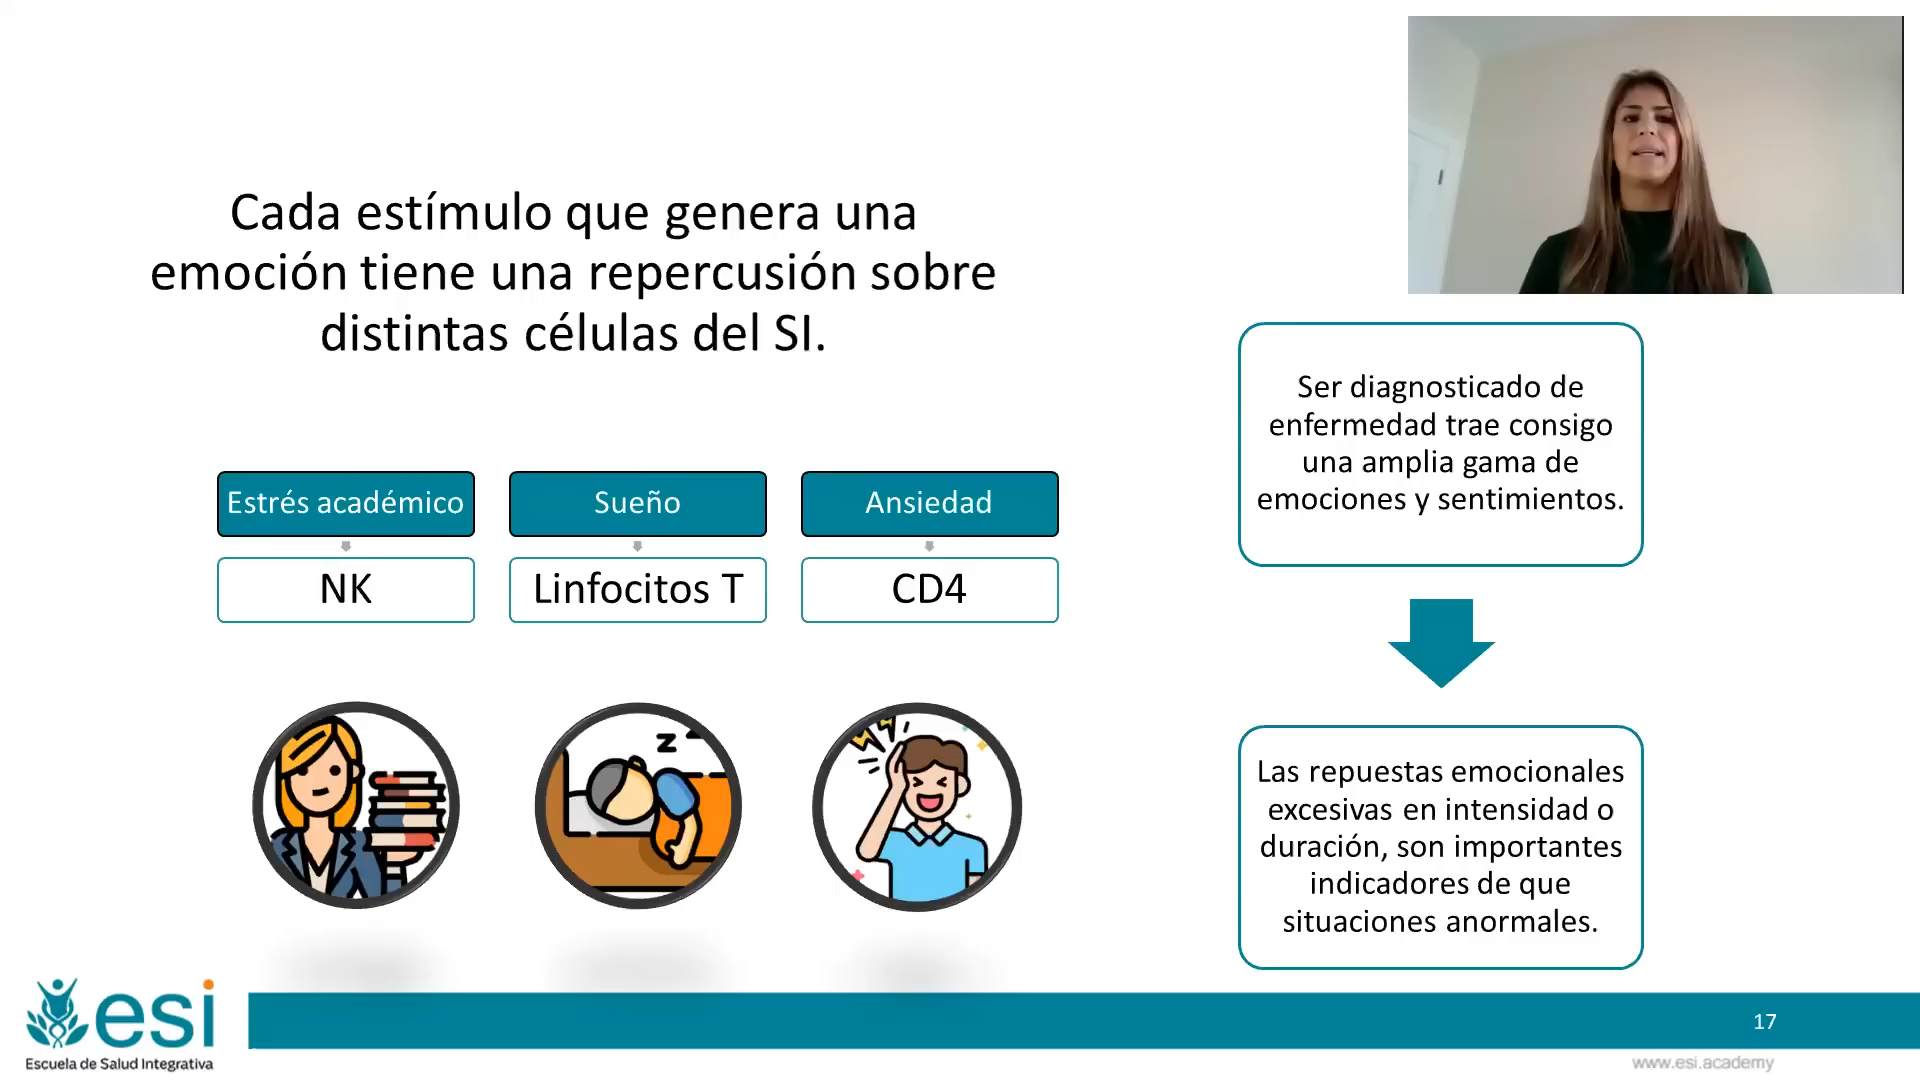 Cada estímulo que genera una
emoción tiene una repercusión sobre
distintas células del SI.
Estrés académico
Sueño
Ansiedad
NK
Linfocitos T
CD4
z z
Ser diagnosticado de
enfermedad trae consigo
una amplia gama de
emociones y sentimientos.
Las repuestas emocionales
excesivas en intensidad o
duración, son importantes
indicadores de que
situaciones anormales.
esi
Escuela de Salud Integrativa
17
www.esi.academy